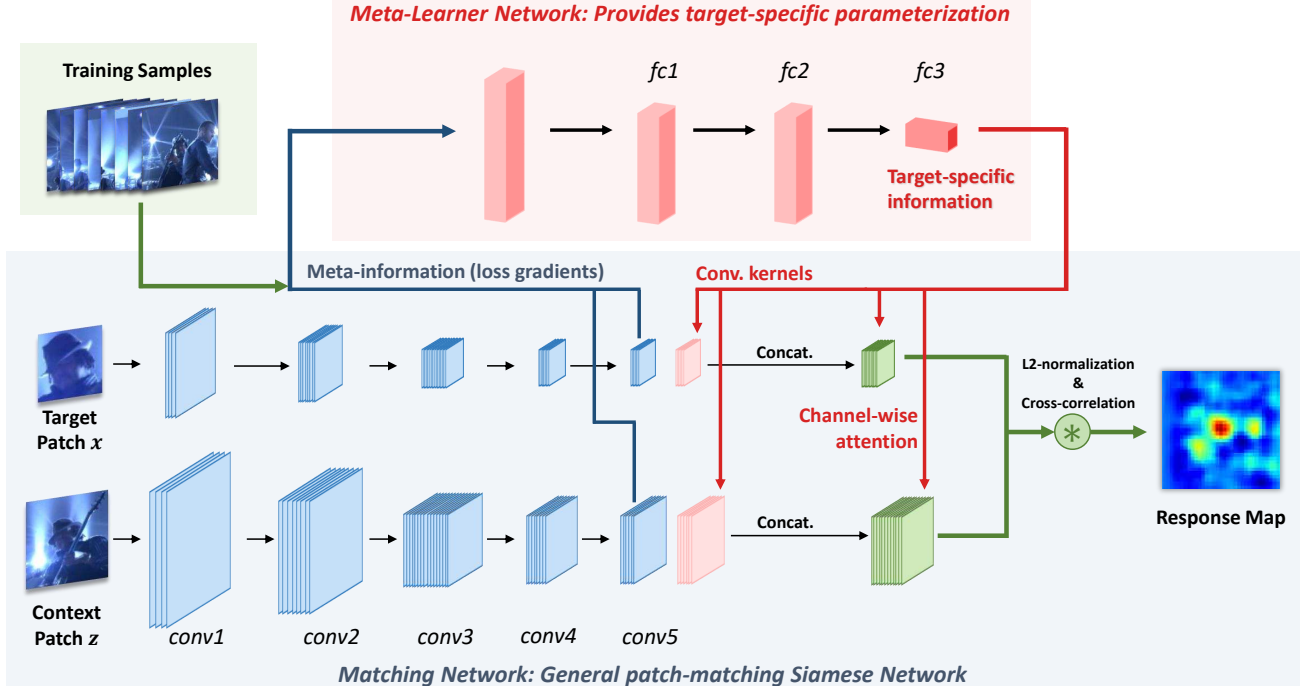 Meta-Learner Network: Provides target-specific parameterization
Training Samples
fc1
fc2
fc3
Target-specific
information
Meta-information (loss gradients)
Conv. kernels
Concat.
L2-normalization
&
Cross-correlation
Target
Patch x
Channel-wise
attention
Concat.
Response Map
Context
Patch z
conv1
conv2
conv3
conv4
conv5
Matching Network: General patch-matching Siamese Network